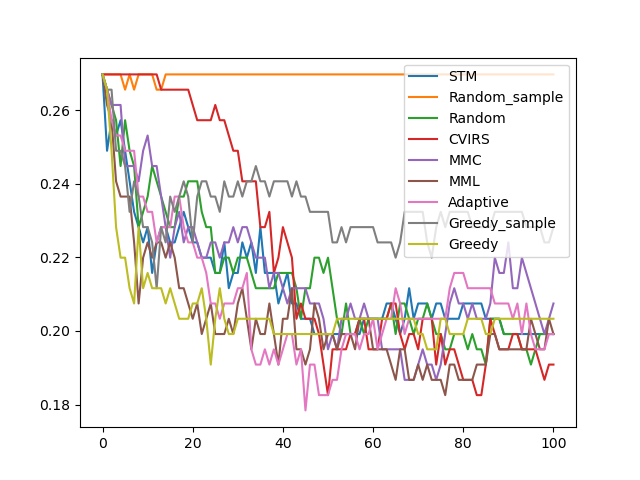 STM
Random_sample
Random
CVIRS
MMC
MML
Adaptive
Greedy_sample
Greedy
0.26
0.24
0.22
0.20
0.18
0 20 40 60 80 100